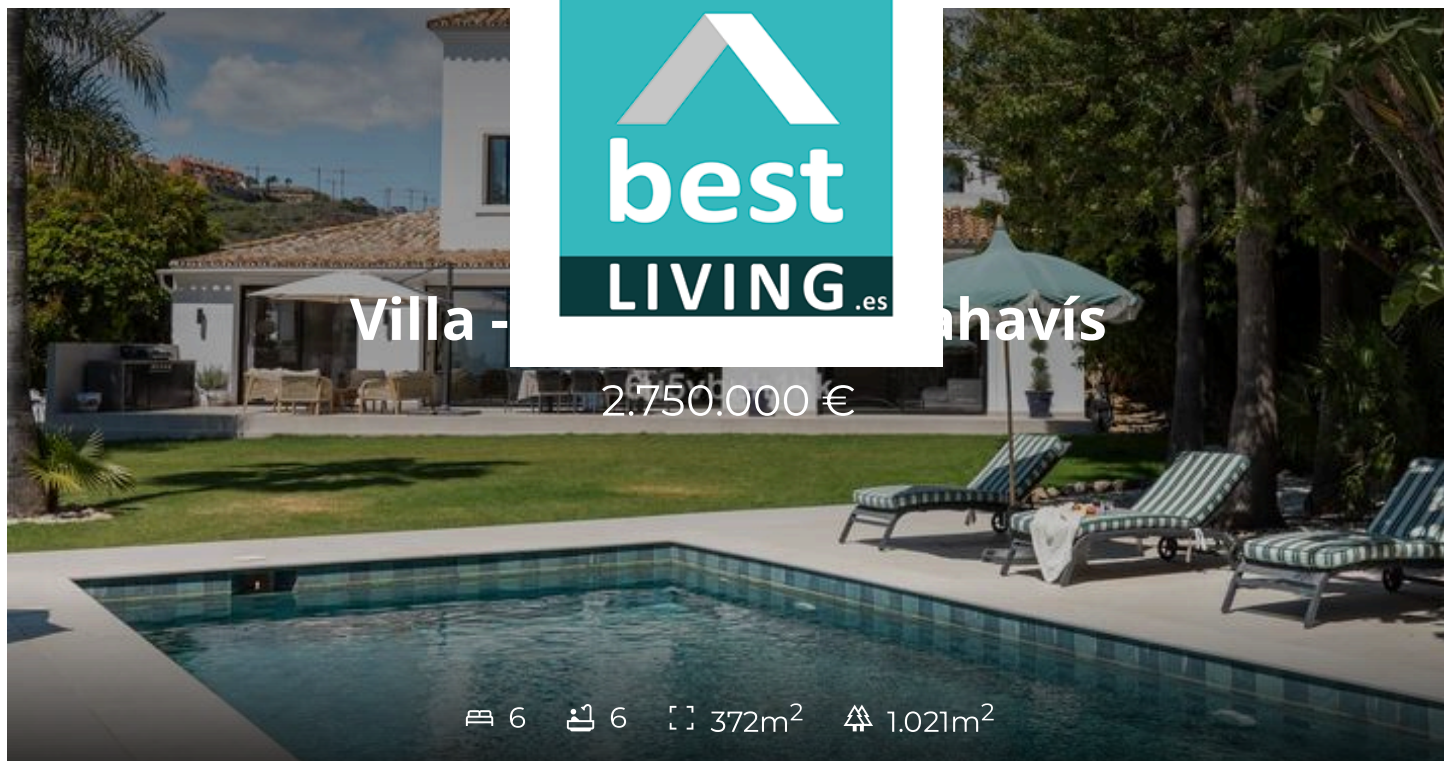 best
LIVING.es
Villa - ahavís
2.750.000 €
6 6 372m² 1.021m²